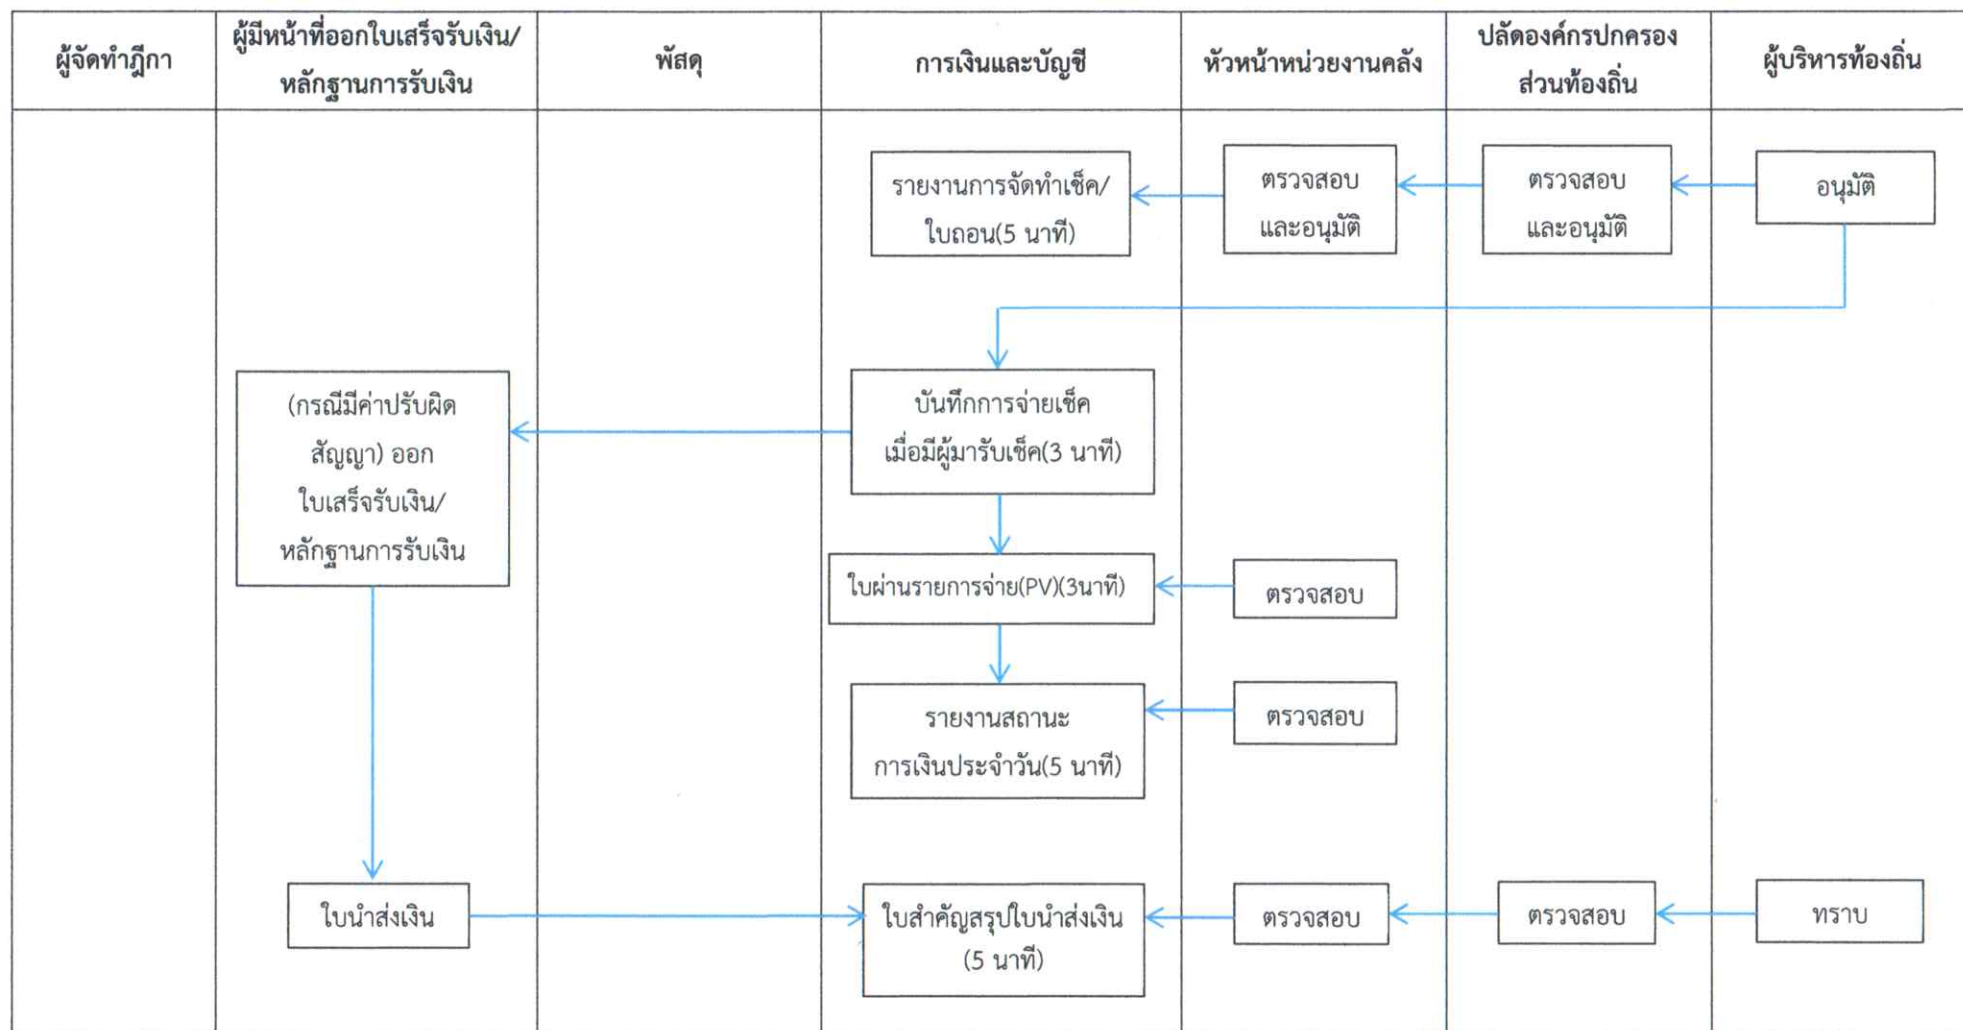 ผู้จัดทำฎีกา
ผู้มีหน้าที่ออกใบเสร็จรับเงิน/
หลักฐานการรับเงิน
พัสดุ
การเงินและบัญชี
หัวหน้าหน่วยงานคลัง
ปลัดองค์กรปกครอง
ส่วนท้องถิ่น
ผู้บริหารท้องถิ่น
รายงานการจัดทำเช็ค/
ใบถอน(5 นาที)
ตรวจสอบ
และอนุมัติ
ตรวจสอบ
และอนุมัติ
อนุมัติ
(กรณีมีค่าปรับผิด
สัญญา) ออก
ใบเสร็จรับเงิน/
หลักฐานการรับเงิน
บันทึกการจ่ายเช็ค
เมื่อมีผู้มารับเช็ค(3 นาที)
ใบผ่านรายการจ่าย(PV)(3นาที)
ตรวจสอบ
รายงานสถานะ
การเงินประจำวัน(5 นาที)
ตรวจสอบ
ใบนำส่งเงิน
ใบสำคัญสรุปใบนำส่งเงิน
(5 นาที)
ตรวจสอบ
ตรวจสอบ
ทราบ